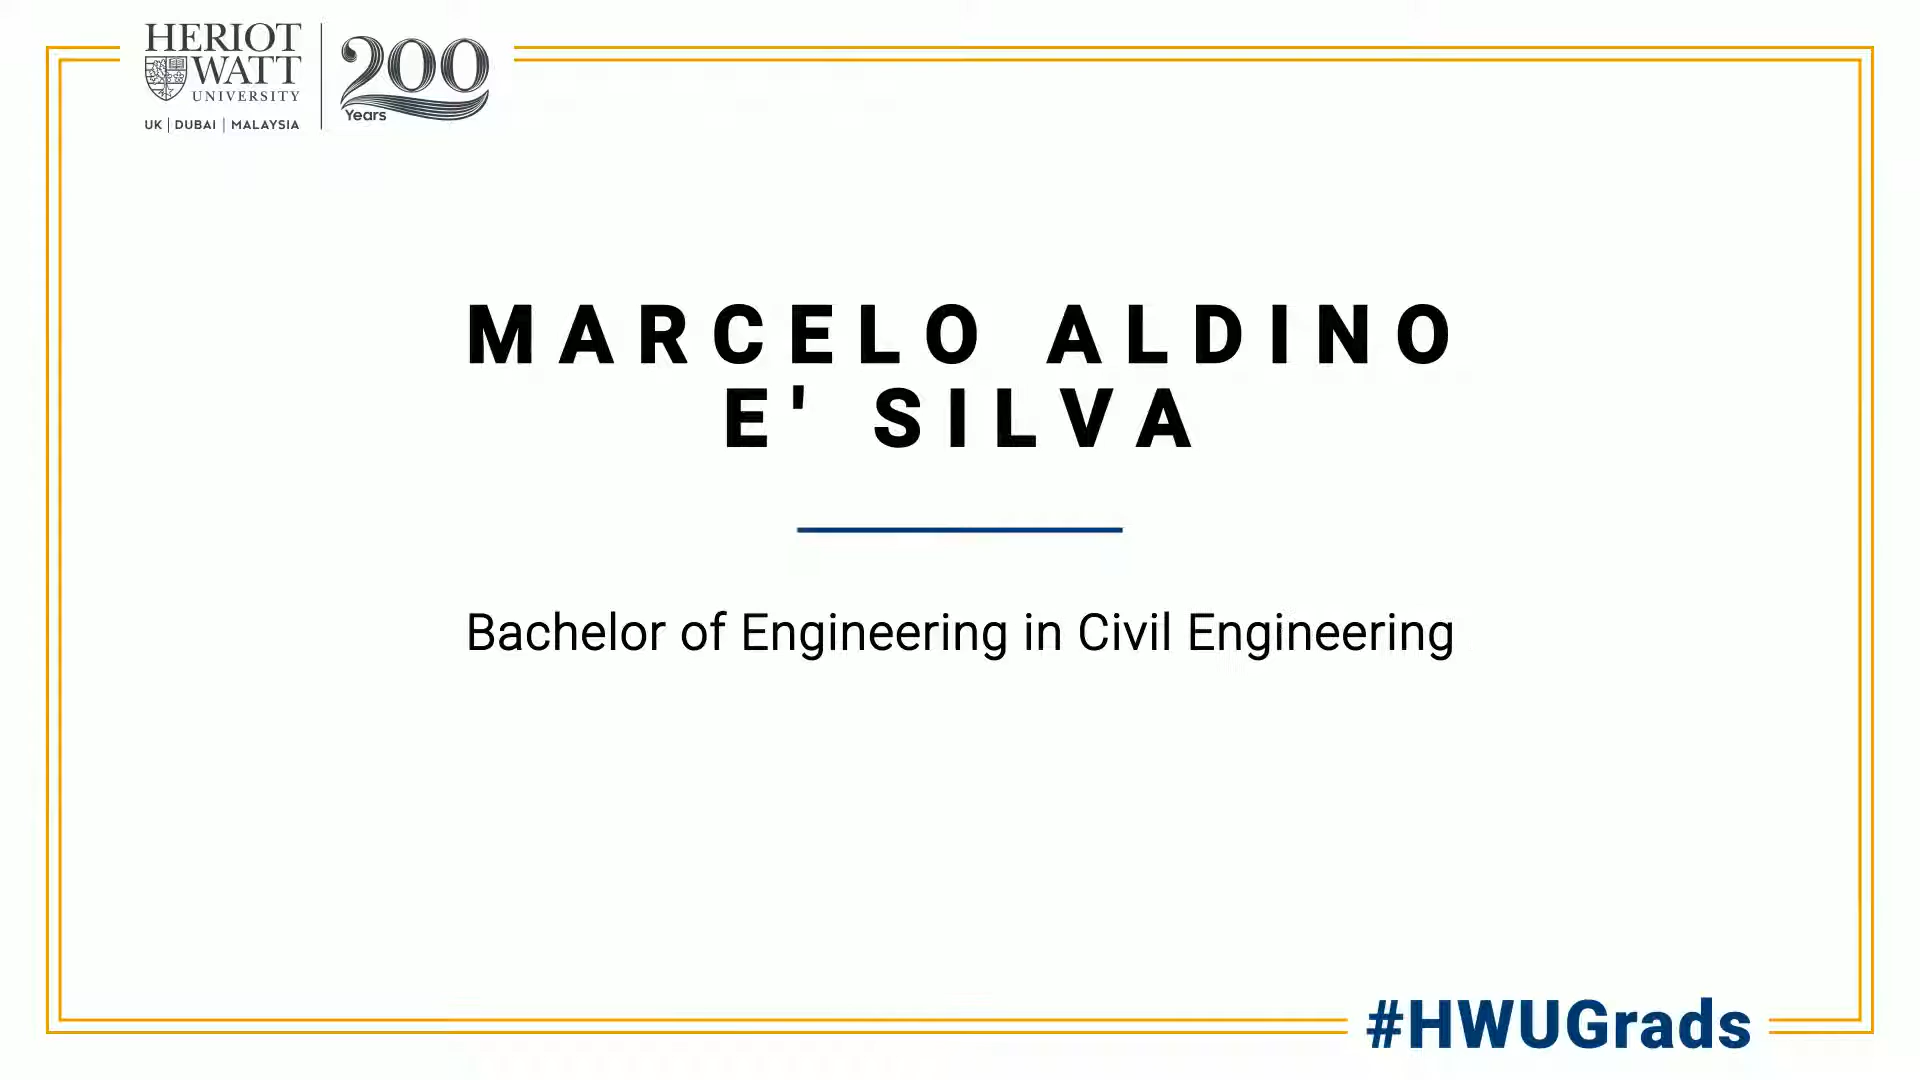 HERIOT
WATT
UNIVERSITY
UK | DUBAI | MALAYSIA
200
Years
MARCELO ALDINO
E' SILVA
Bachelor of Engineering in Civil Engineering
#HWUGrads